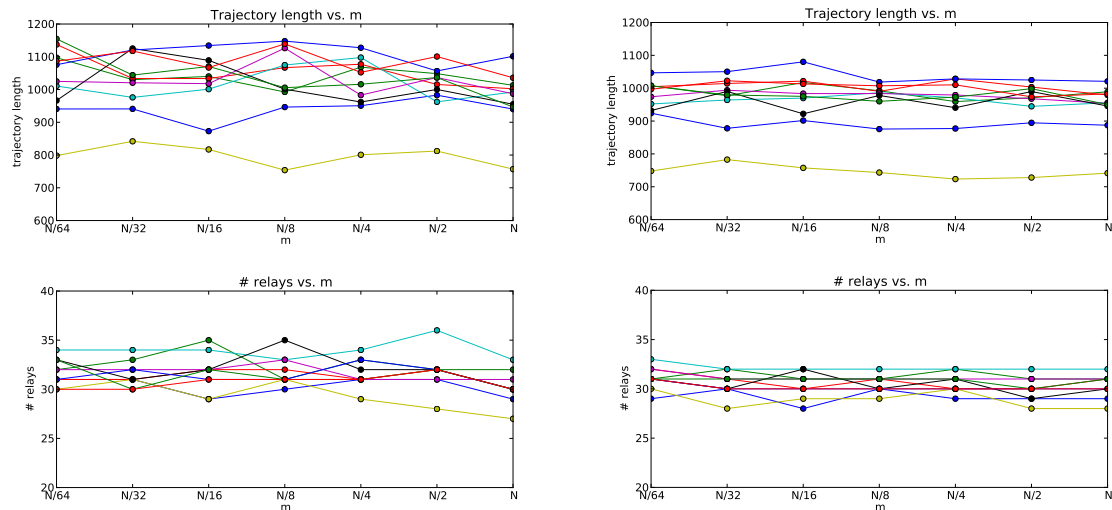 Trajectory length vs. m
1200
1100
1000
900
800
700
600
trajectory length
N/64 N/32 N/16 N/8 N/4 N/2 N
m
Trajectory length vs. m
1200
1100
1000
900
800
700
600
trajectory length
N/64 N/32 N/16 N/8 N/4 N/2 N
m
# relays vs. m
40
35
30
25
20
# relays
N/64 N/32 N/16 N/8 N/4 N/2 N
m
# relays vs. m
40
35
30
25
20
# relays
N/64 N/32 N/16 N/8 N/4 N/2 N
m